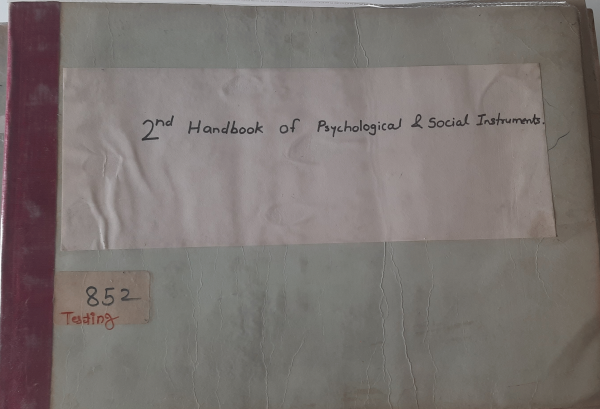 2nd Handbook of Psychological & Social Instruments.
852
Testing